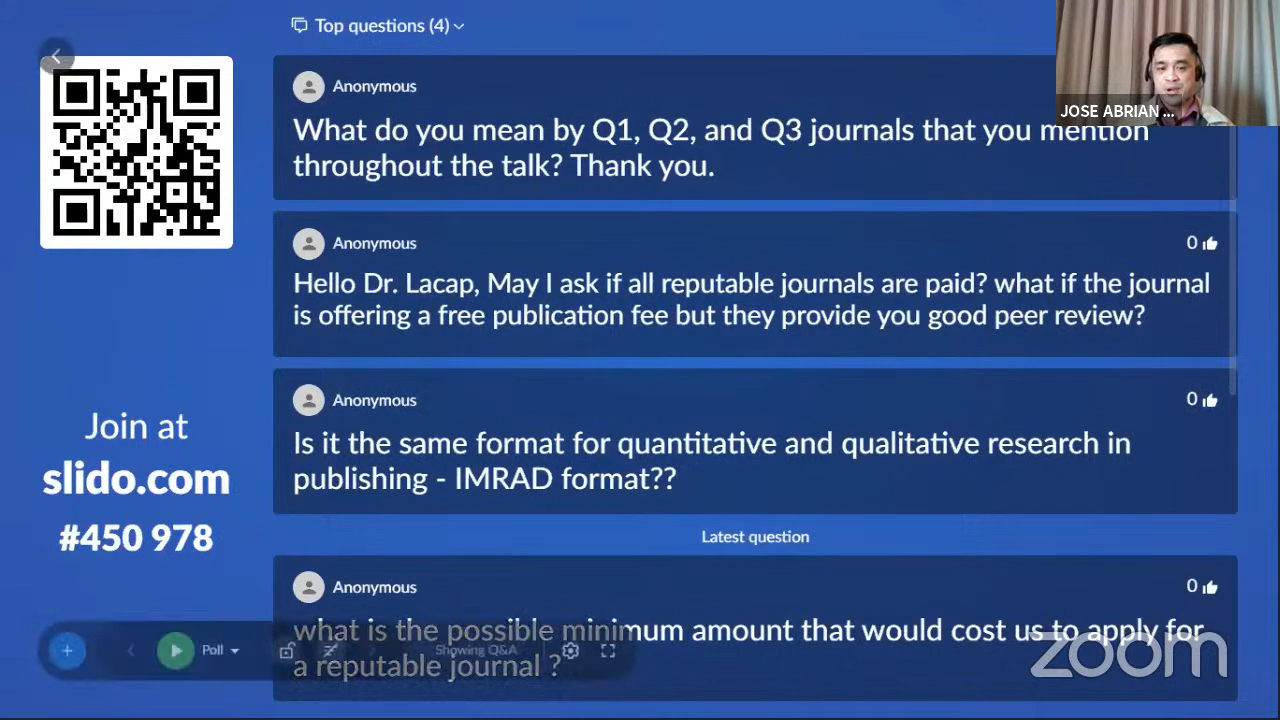 Top questions (4)
JOSE ABRIAN ...
Anonymous
What do you mean by Q1, Q2, and Q3 journals that you mention
throughout the talk? Thank you.
Anonymous
0
Hello Dr. Lacap, May I ask if all reputable journals are paid? what if the journal
is offering a free publication fee but they provide you good peer review?
Anonymous
0
Is it the same format for quantitative and qualitative research in
publishing - IMRAD format??
Join at
slido.com
#450 978
Latest question
Anonymous
0
what is the possible minimum amount that would cost us to apply for
a reputable journal ?
Poll
Showing Q&A
zoom